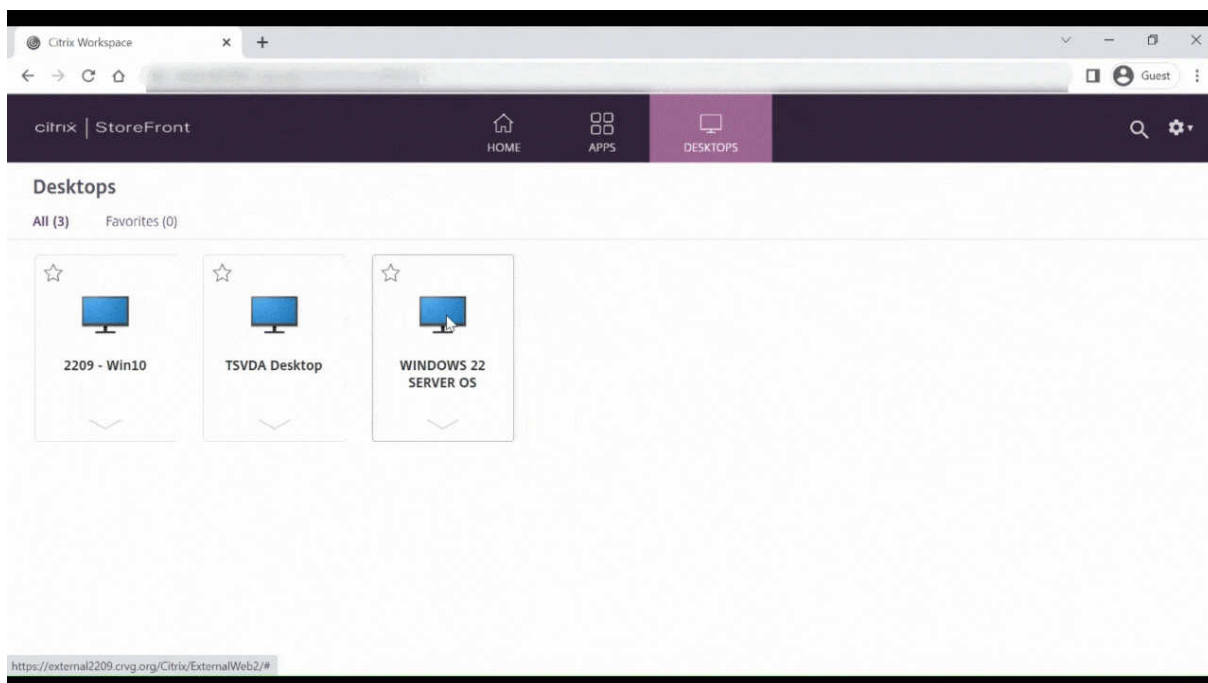 Citrix Workspace
Guest
citrix | StoreFront
HOME
APPS
DESKTOPS
Desktops
All (3)
Favorites (0)
2209 - Win10
TSVDA Desktop
WINDOWS 22
SERVER OS
https://external2209.crvg.org/Citrix/ExternalWeb2/#